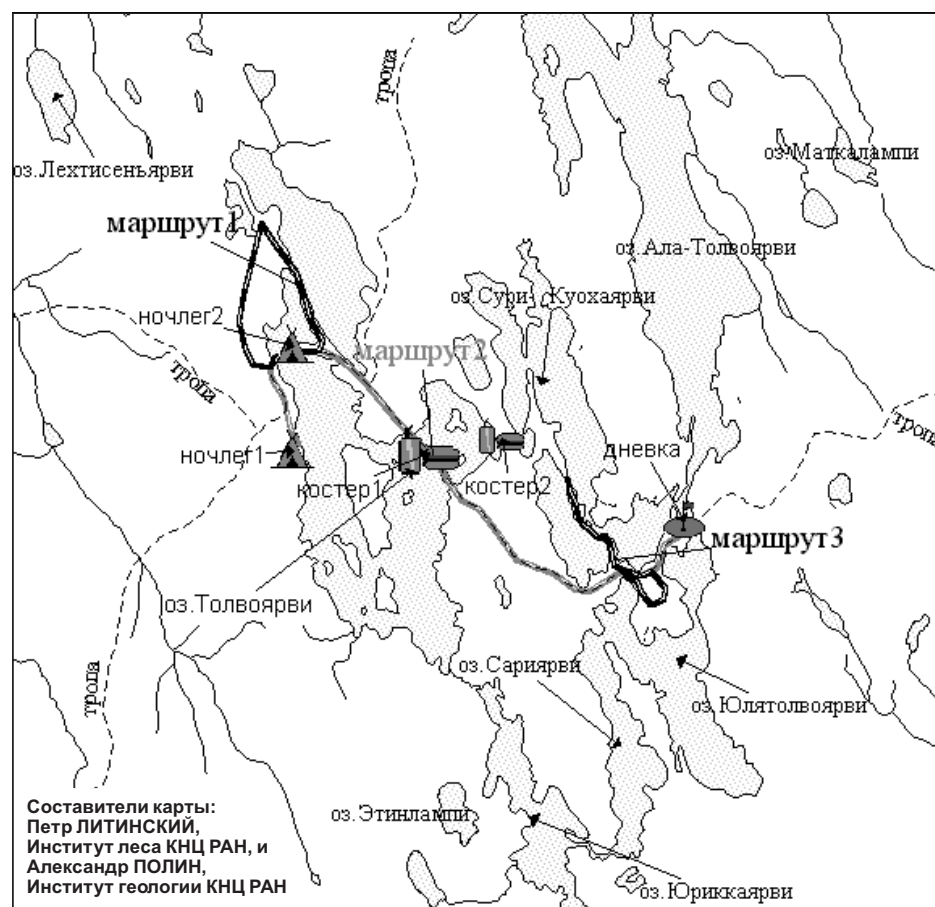 тропа
оз.Маткалампи
оз.Лехтисеньярви
маршрут1
оз.Ала-Толвоярви
оз.Сури-Куохаярви
ночлег2
маршрут2
тропа
тропа
ночлег1
дневка
костер1
костер2
маршрут3
оз.Толвоярви
оз.Сариярви
тропа
оз.Юлятолвоярви
оз.Этинлампи
Составители карты:
Петр ЛИТИНСКИЙ,
Институт леса КНЦ РАН, и
Александр ПОЛИН,
Институт геологии КНЦ РАН
оз.Юриккаярви